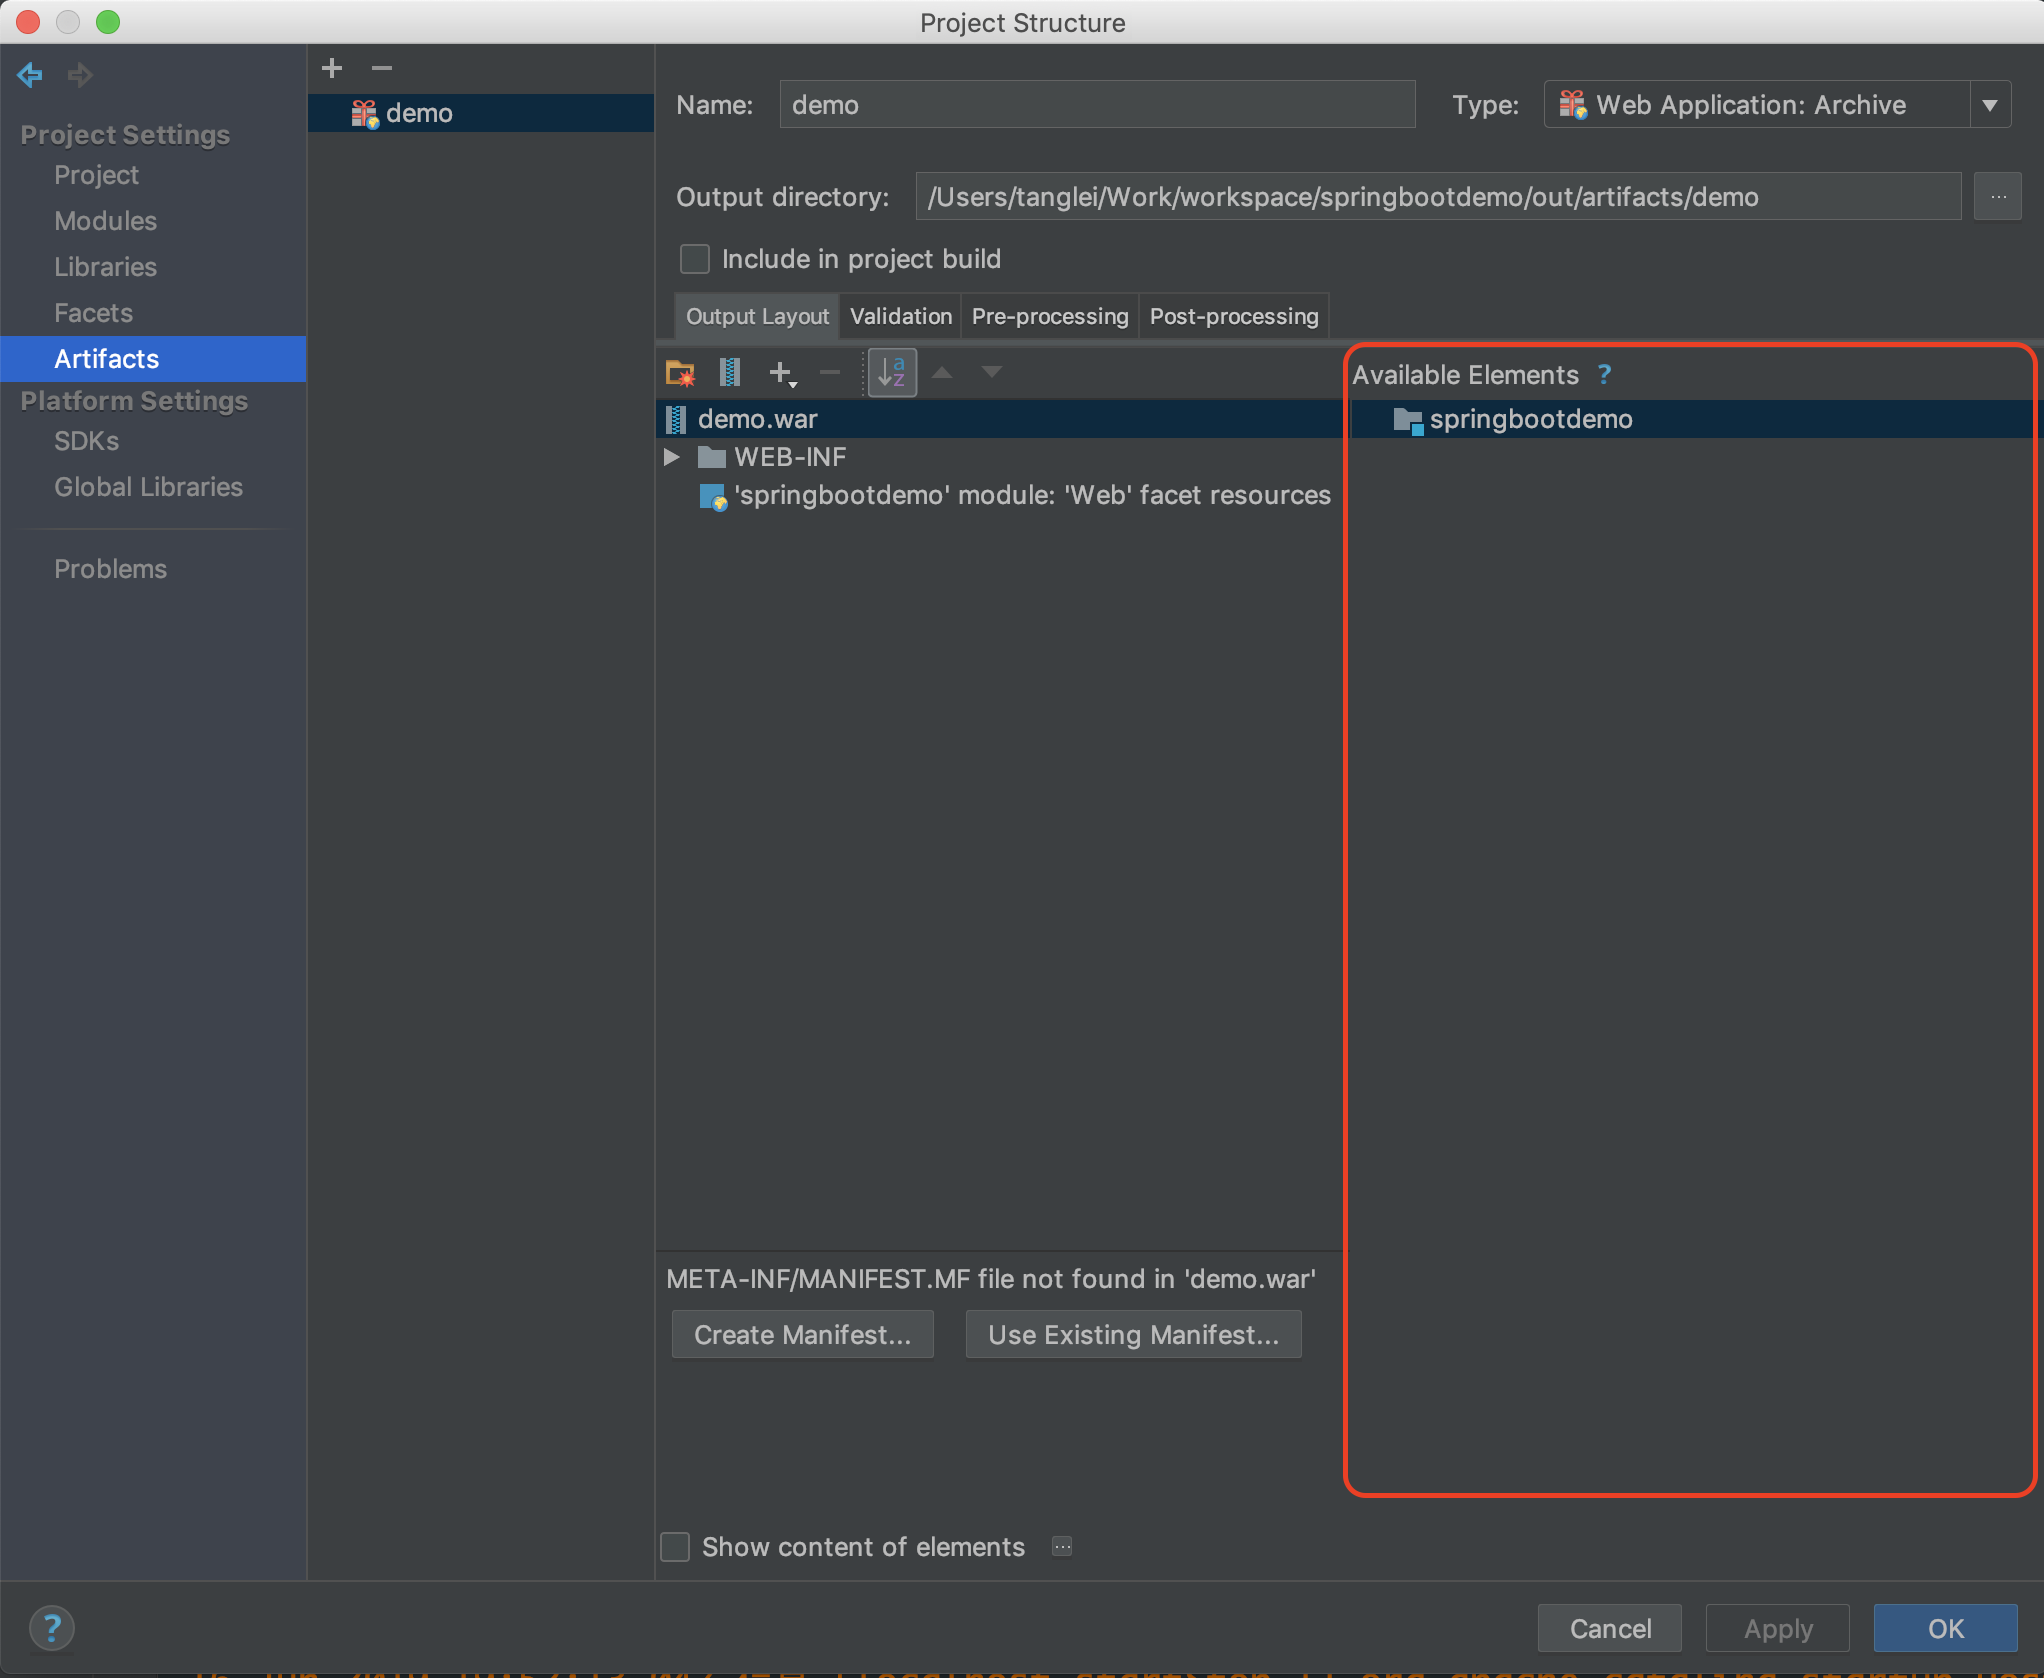 Project Structure
Project Settings
Project
Modules
Libraries
Facets
Artifacts
Platform Settings
SDKs
Global Libraries
Problems
demo
Name: demo Type: Web Application: Archive
Output directory: /Users/tanglei/Work/workspace/springbootdemo/out/artifacts/demo ...
Include in project build
Output Layout Validation Pre-processing Post-processing
Available Elements ?
demo.war
springbootdemo
WEB-INF
'springbootdemo' module: 'Web' facet resources
META-INF/MANIFEST.MF file not found in 'demo.war'
Create Manifest... Use Existing Manifest...
Show content of elements ...
? Cancel Apply OK